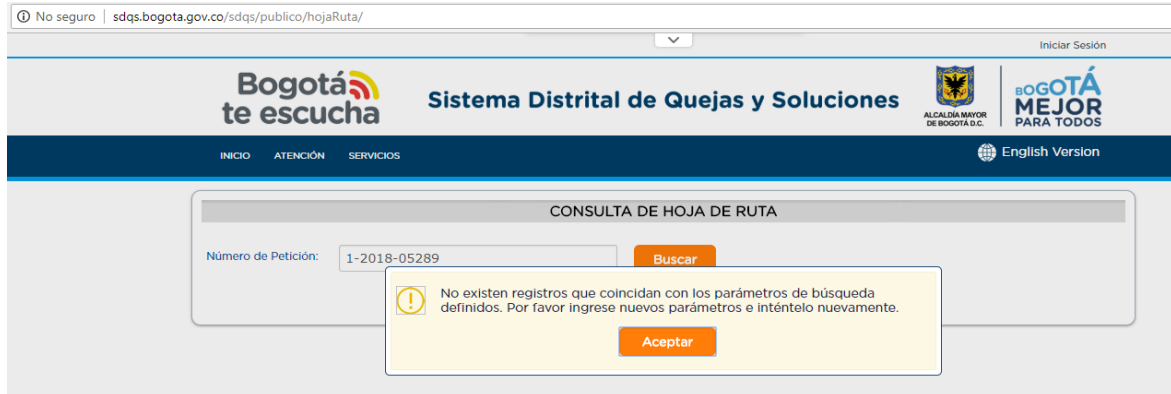 No seguro | sdqs.bogota.gov.co/sdqs/publico/hojaRuta/
Iniciar Sesión
Bogotá
te escucha
Sistema Distrital de Quejas y Soluciones
ALCALDÍA MAYOR
DE BOGOTÁ D.C.
BOGOTÁ
MEJOR
PARA TODOS
INICIO ATENCIÓN SERVICIOS
English Version
CONSULTA DE HOJA DE RUTA
Número de Petición: 1-2018-05289 Buscar
No existen registros que coincidan con los parámetros de búsqueda
definidos. Por favor ingrese nuevos parámetros e inténtelo nuevamente.
Aceptar